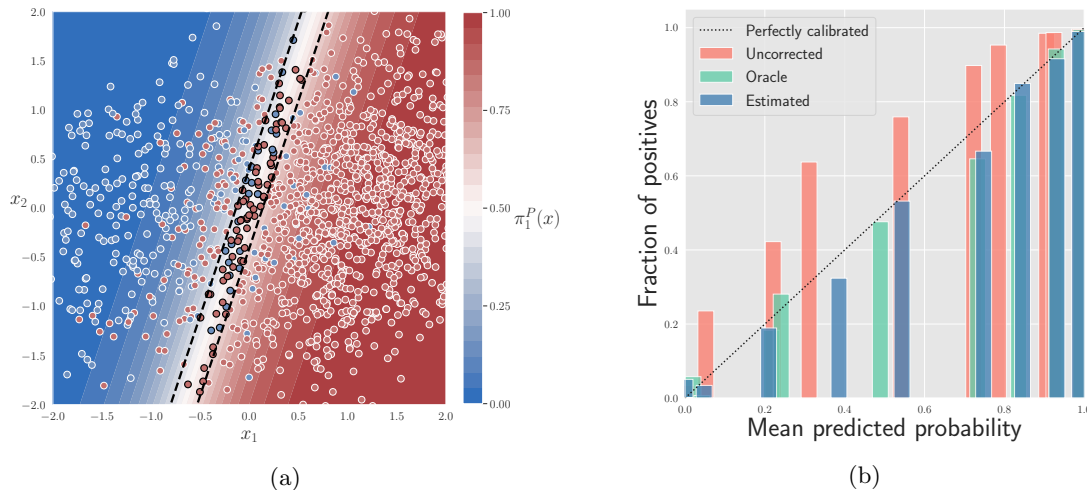 2.0
1.5
1.0
0.5
0.0
−0.5
−1.0
−1.5
−2.0
x₂
−2.0 −1.5 −1.0 −0.5 0.0 0.5 1.0 1.5 2.0
x₁
1.00
0.75
0.50
0.25
0.00
π₁ᴾ(x)
(a)
Perfectly calibrated
Uncorrected
Oracle
Estimated
1.0
0.8
0.6
0.4
0.2
0.0
Fraction of positives
0.0 0.2 0.4 0.6 0.8 1.0
Mean predicted probability
(b)